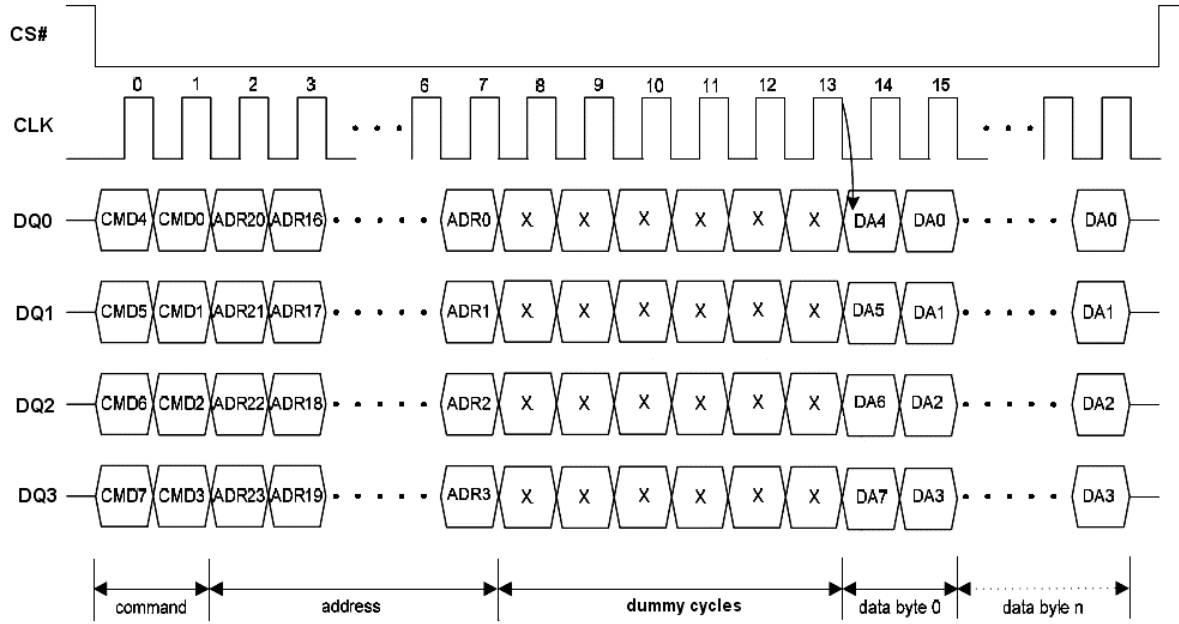 CS#
0 1 2 3 6 7 8 9 10 11 12 13 14 15
CLK
DQ0 CMD4 CMD0 ADR20 ADR16 ADR0 X X X X X X DA4 DA0 DA0
DQ1 CMD5 CMD1 ADR21 ADR17 ADR1 X X X X X X DA5 DA1 DA1
DQ2 CMD6 CMD2 ADR22 ADR18 ADR2 X X X X X X DA6 DA2 DA2
DQ3 CMD7 CMD3 ADR23 ADR19 ADR3 X X X X X X DA7 DA3 DA3
command address dummy cycles data byte 0 data byte n